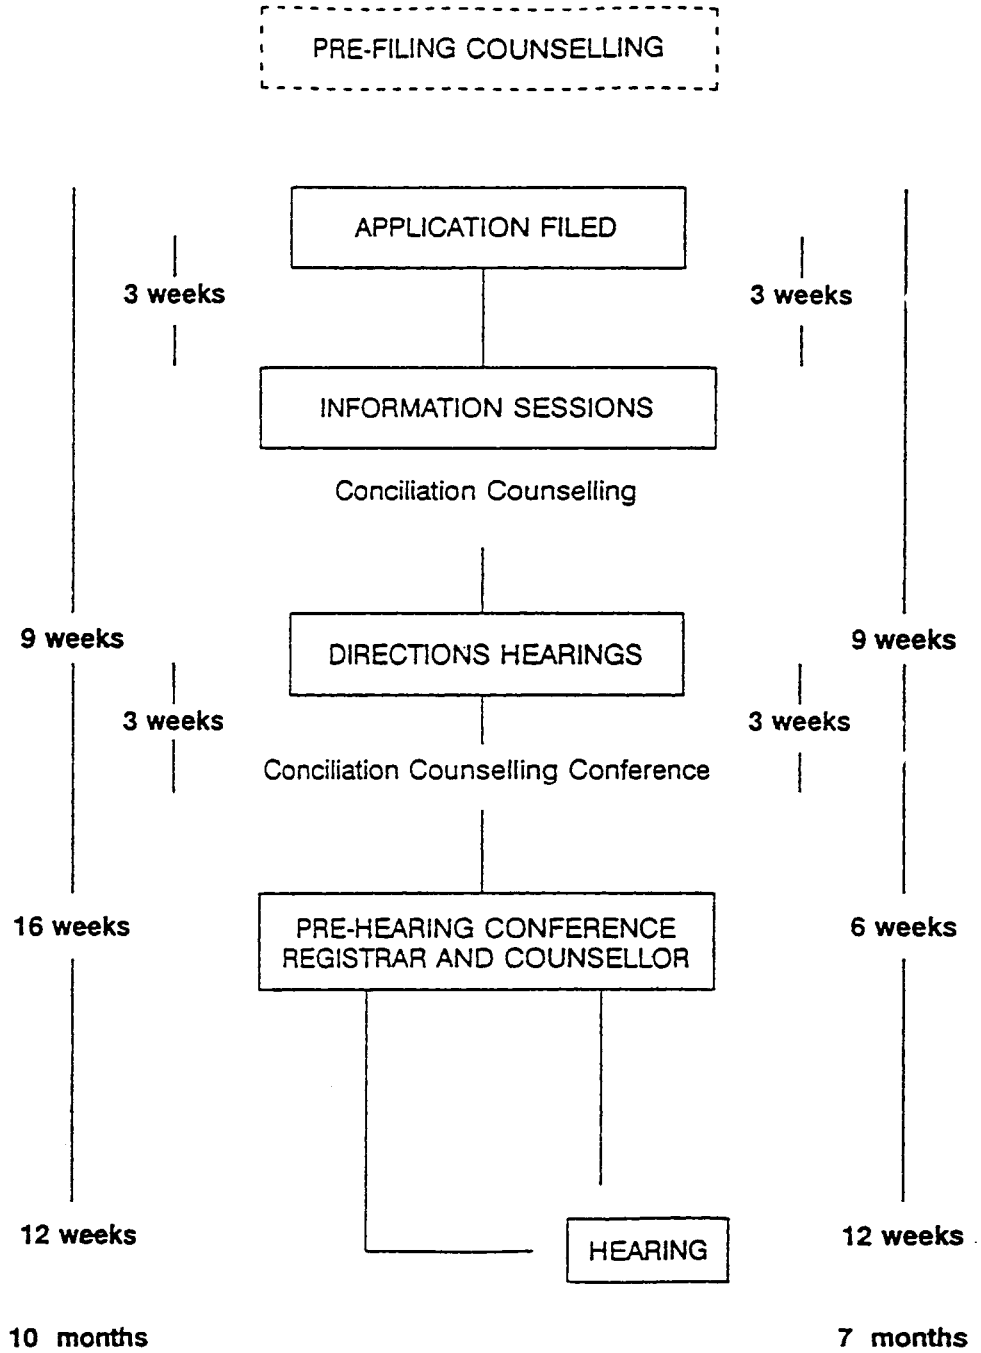 PRE-FILING COUNSELLING
APPLICATION FILED
3 weeks
3 weeks
INFORMATION SESSIONS
Conciliation Counselling
9 weeks
DIRECTIONS HEARINGS
9 weeks
3 weeks
3 weeks
Conciliation Counselling Conference
16 weeks
PRE-HEARING CONFERENCE
REGISTRAR AND COUNSELLOR
6 weeks
12 weeks
HEARING
12 weeks
10 months
7 months